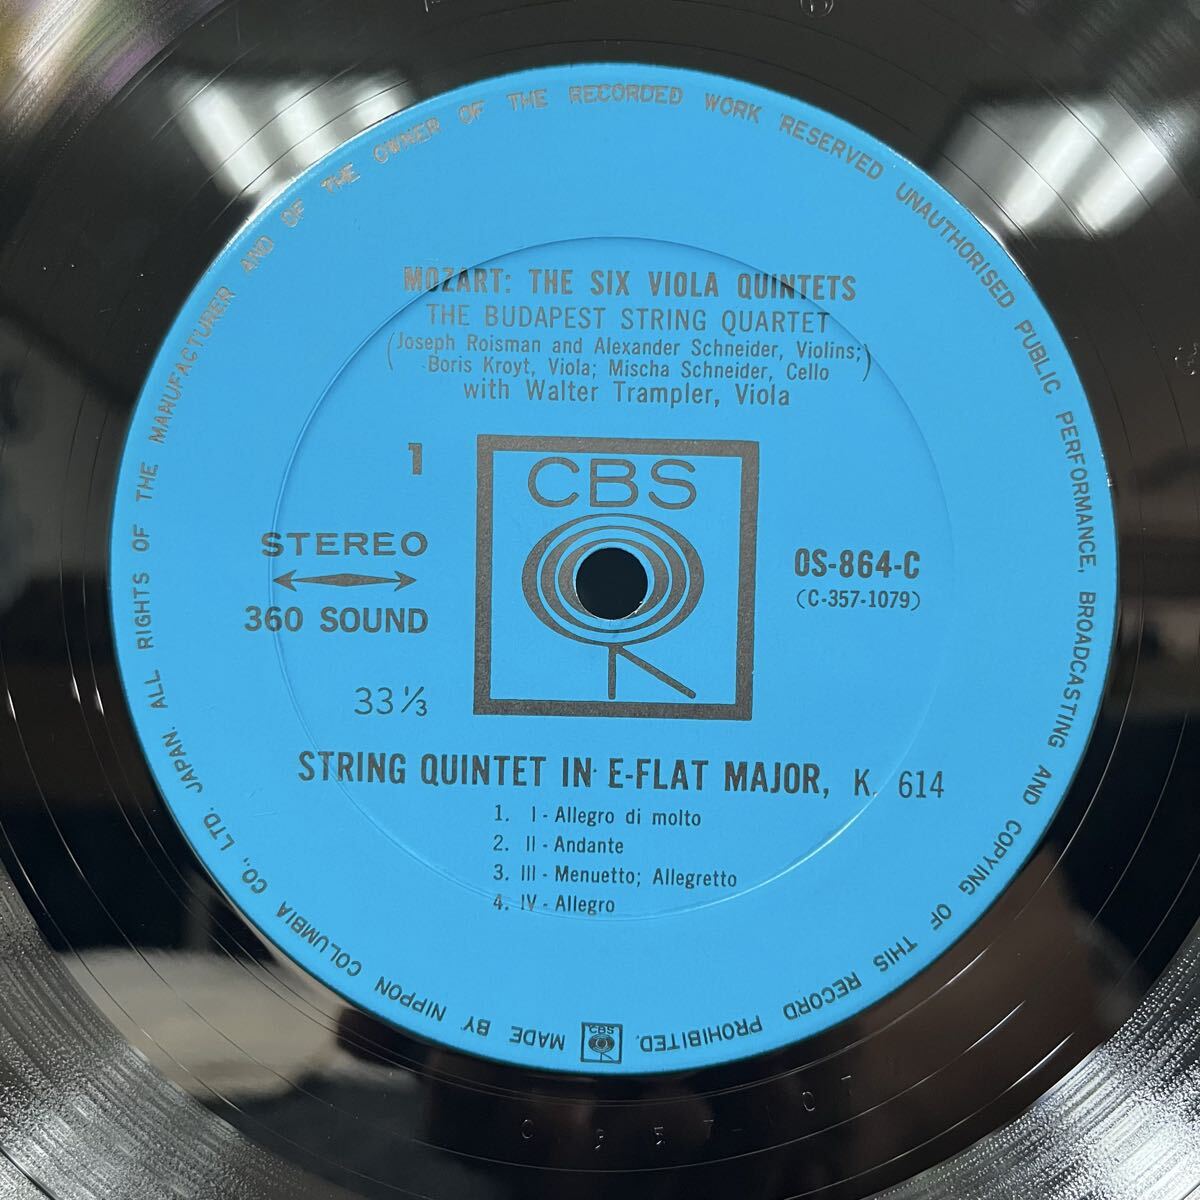 MOZART: THE SIX VIOLA QUINTETS
THE BUDAPEST STRING QUARTET
(Joseph Roisman and Alexander Schneider, Violins;
Boris Kroyt, Viola; Mischa Schneider, Cello)
with Walter Trampler, Viola
1
CBS
STEREO
360 SOUND
33 1/3
OS-864-C
(C-357-1079)
STRING QUINTET IN E-FLAT MAJOR, K. 614
1. I - Allegro di molto
2. II - Andante
3. III - Menuetto; Allegretto
4. IV - Allegro
MADE BY NIPPON COLUMBIA CO., LTD. JAPAN. ALL RIGHTS OF THE MANUFACTURER AND OF THE OWNER OF THE RECORDED WORK RESERVED UNAUTHORISED PUBLIC PERFORMANCE, BROADCASTING AND COPYING OF THIS RECORD PROHIBITED.
CBS